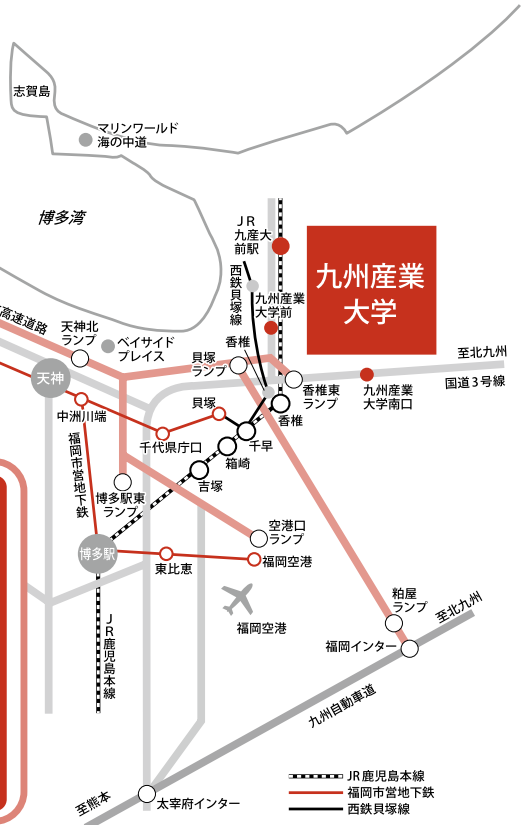 志賀島
マリンワールド
海の中道
博多湾
JR
九産大
前駅
西鉄貝塚線
九州産業
大学
九州産業
大学前
高速道路
天神北
ランプ
ベイサイド
プレイス
香椎
貝塚
ランプ
至北九州
国道3号線
天神
香椎東
ランプ
九州産業
大学南口
中洲川端
貝塚
香椎
千代県庁口
千早
福岡市営地下鉄
箱崎
吉塚
博多駅東
ランプ
空港口
ランプ
博多駅
東比恵
福岡空港
福岡空港
粕屋
ランプ
至北九州
福岡インター
JR鹿児島本線
九州自動車道
至熊本
太宰府インター
JR鹿児島本線
福岡市営地下鉄
西鉄貝塚線